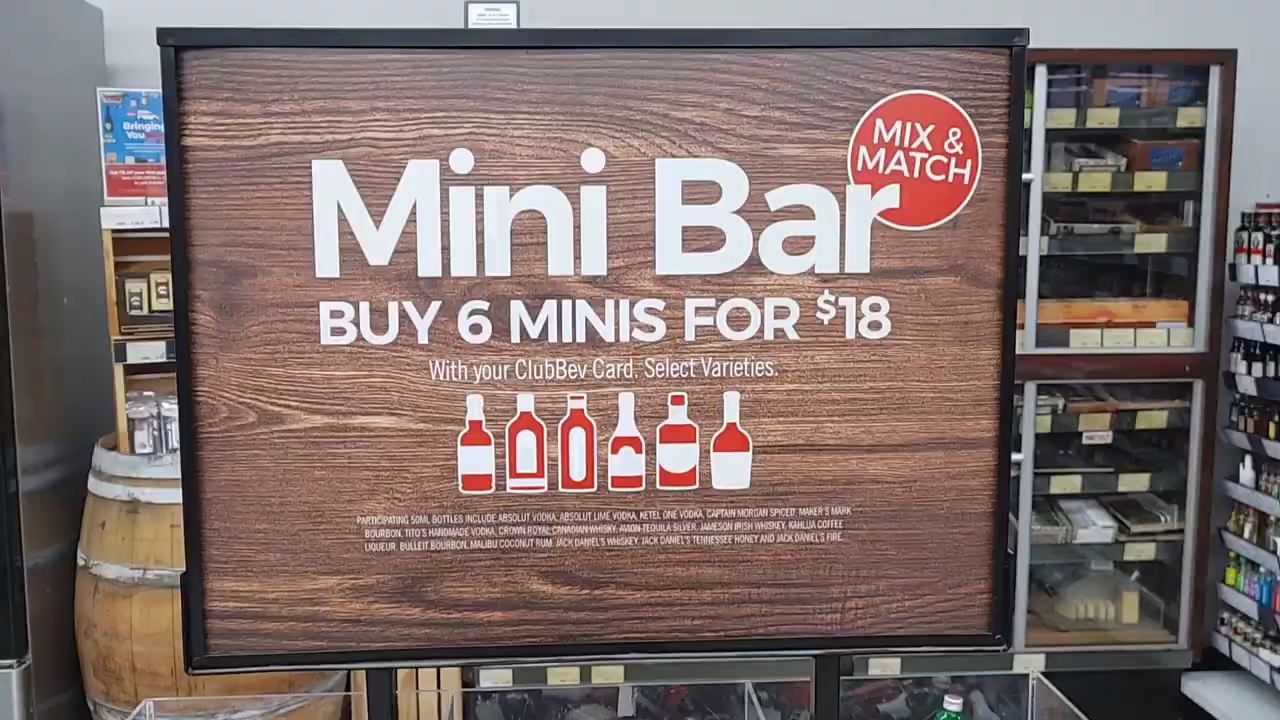 Bringing
You
MIX &
MATCH
Mini Bar
BUY 6 MINIS FOR $18
With your ClubBev Card. Select Varieties.
PARTICIPATING 50ML BOTTLES INCLUDE ABSOLUT VODKA, ABSOLUT LIME VODKA, KETEL ONE VODKA, CAPTAIN MORGAN SPICED, MAKER'S MARK
BOURBON, TITO'S HANDMADE VODKA, CROWN ROYAL CANADIAN WHISKY, AVION TEQUILA SILVER, JAMESON IRISH WHISKEY, KAHLUA COFFEE
LIQUEUR, BULLEIT BOURBON, MALIBU COCONUT RUM, JACK DANIEL'S WHISKEY, JACK DANIEL'S TENNESSEE HONEY AND JACK DANIEL'S FIRE.